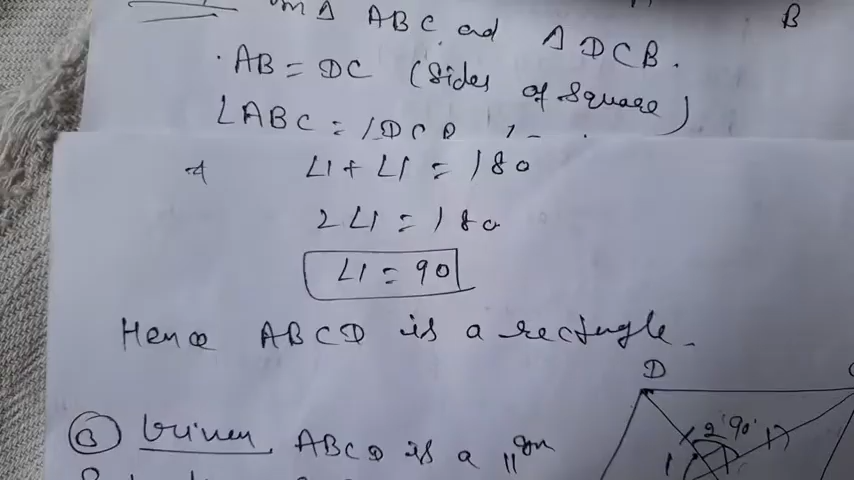 in Δ ABC and Δ DCB.
B
AB = DC (Sides of Square)
∠ABC = ∠DCB
∠1 + ∠1 = 180
2∠1 = 180
∠1 = 90
Hence ABCD is a rectangle.
D
③ Given ABCD is a ||gm
2 90°
1